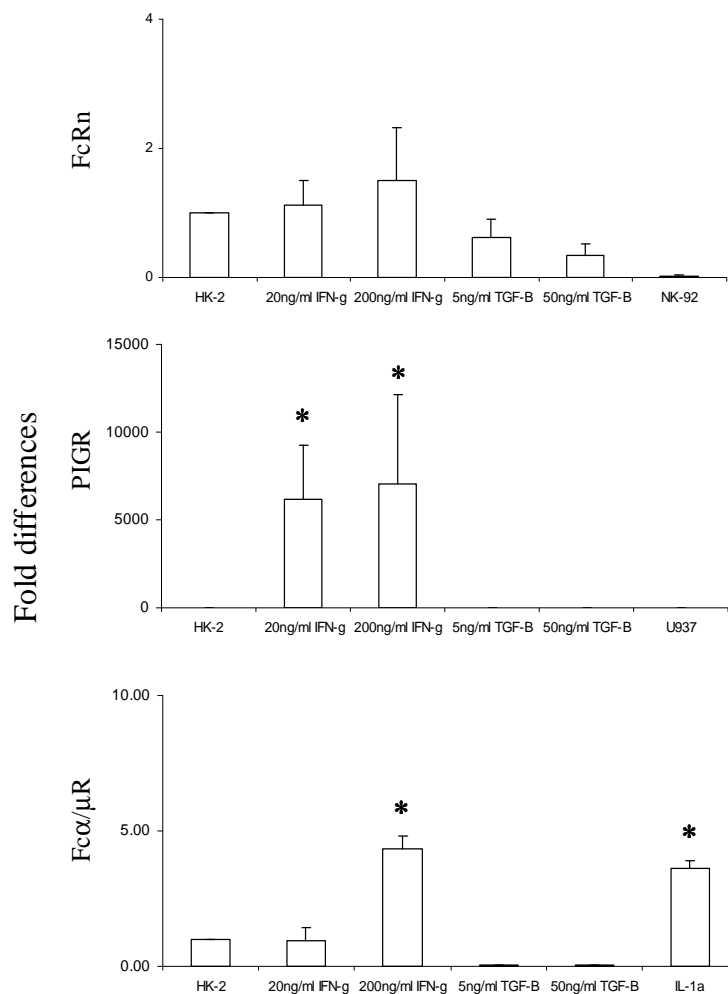 Fold differences
FcRn
4
2
0
HK-2 20ng/ml IFN-g 200ng/ml IFN-g 5ng/ml TGF-B 50ng/ml TGF-B NK-92
PIGR
15000
10000
5000
0
* *
HK-2 20ng/ml IFN-g 200ng/ml IFN-g 5ng/ml TGF-B 50ng/ml TGF-B U937
Fcα/μR
10.00
5.00
0.00
* *
HK-2 20ng/ml IFN-g 200ng/ml IFN-g 5ng/ml TGF-B 50ng/ml TGF-B IL-1a